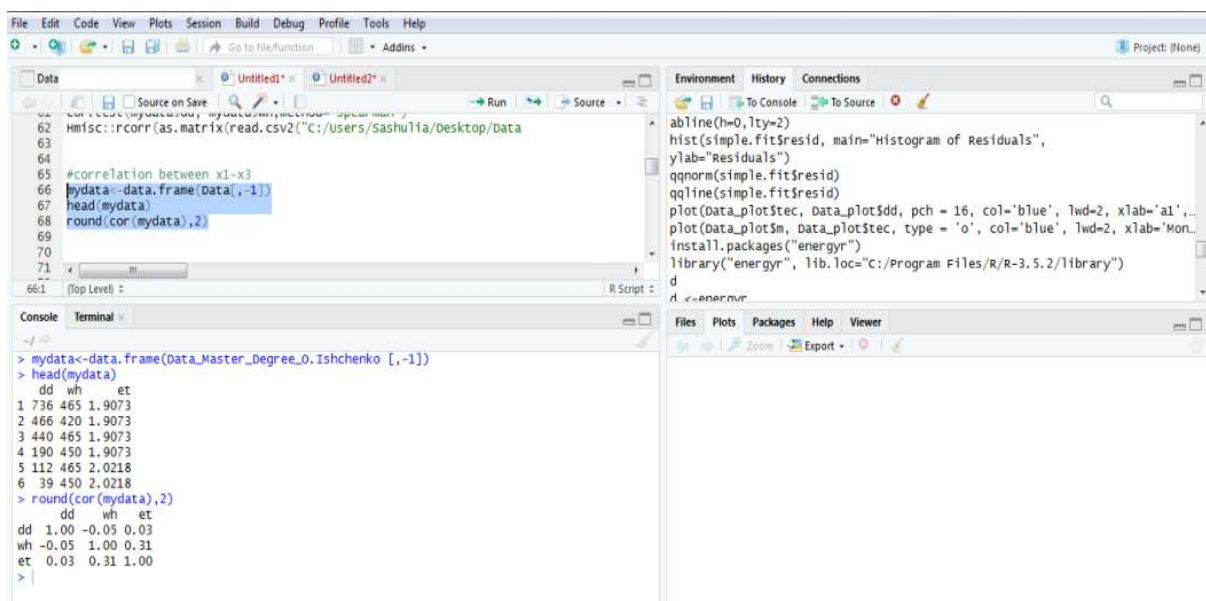 File Edit Code View Plots Session Build Debug Profile Tools Help
Go to file/function Addins Project: (None)
Data Untitled1* Untitled2*
Source on Save Run Source
62 Hmisc::rcorr(as.matrix(read.csv2("C:/Users/Sashulia/Desktop/Data
63
64
65 #correlation between x1-x3
66 mydata<-data.frame(Data[,-1])
67 head(mydata)
68 round(cor(mydata),2)
69
70
71
66:1 (Top Level) R Script
Console Terminal
~/
> mydata<-data.frame(Data_Master_Degree_O.Ishchenko [,-1])
> head(mydata)
dd wh et
1 736 465 1.9073
2 466 420 1.9073
3 440 465 1.9073
4 190 450 1.9073
5 112 465 2.0218
6 39 450 2.0218
> round(cor(mydata),2)
dd wh et
dd 1.00 -0.05 0.03
wh -0.05 1.00 0.31
et 0.03 0.31 1.00
>
Environment History Connections
To Console To Source
abline(h=0,lty=2)
hist(simple.fit$resid, main="Histogram of Residuals",
ylab="Residuals")
qqnorm(simple.fit$resid)
qqline(simple.fit$resid)
plot(Data_plot$tec, Data_plot$dd, pch = 16, col='blue', lwd=2, xlab='a1',…
plot(Data_plot$m, Data_plot$tec, type = 'o', col='blue', lwd=2, xlab='Mon…
install.packages("energyr")
library("energyr", lib.loc="C:/Program Files/R/R-3.5.2/library")
d
d <-energyr
Files Plots Packages Help Viewer
Zoom Export